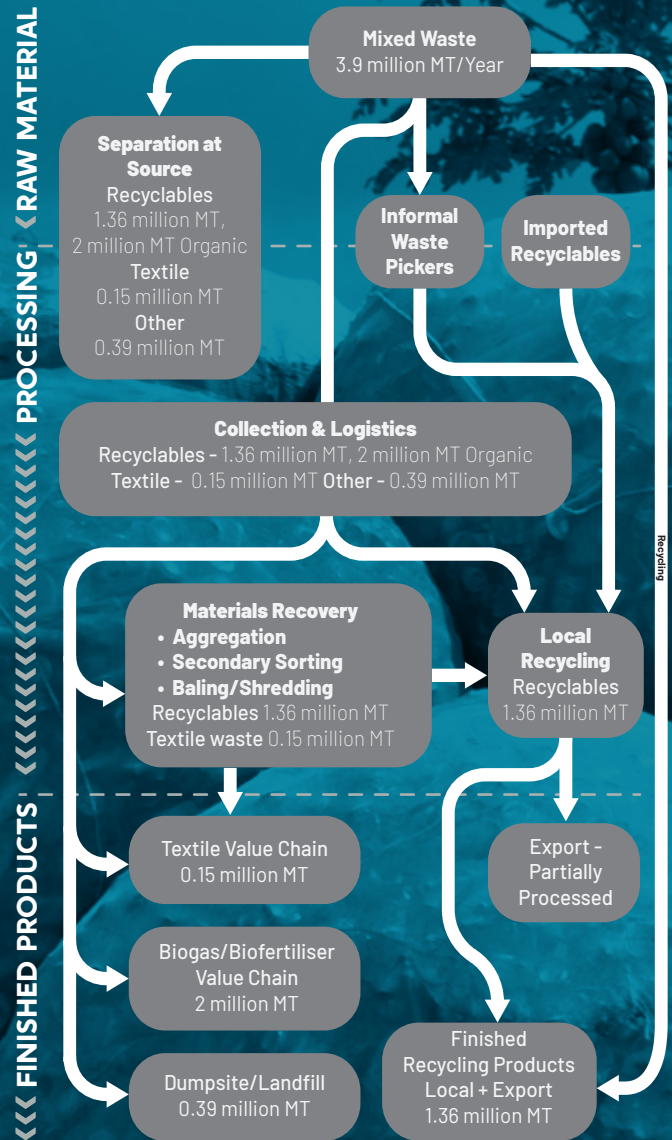 RAW MATERIAL
PROCESSING
FINISHED PRODUCTS
Mixed Waste
3.9 million MT/Year
Separation at
Source
Recyclables
1.36 million MT,
2 million MT Organic
Textile
0.15 million MT
Other
0.39 million MT
Informal
Waste
Pickers
Imported
Recyclables
Collection & Logistics
Recyclables - 1.36 million MT, 2 million MT Organic
Textile - 0.15 million MT Other - 0.39 million MT
Recycling
Materials Recovery
• Aggregation
• Secondary Sorting
• Baling/Shredding
Recyclables 1.36 million MT
Textile waste 0.15 million MT
Local
Recycling
Recyclables
1.36 million MT
Textile Value Chain
0.15 million MT
Export -
Partially
Processed
Biogas/Biofertiliser
Value Chain
2 million MT
Dumpsite/Landfill
0.39 million MT
Finished
Recycling Products
Local + Export
1.36 million MT